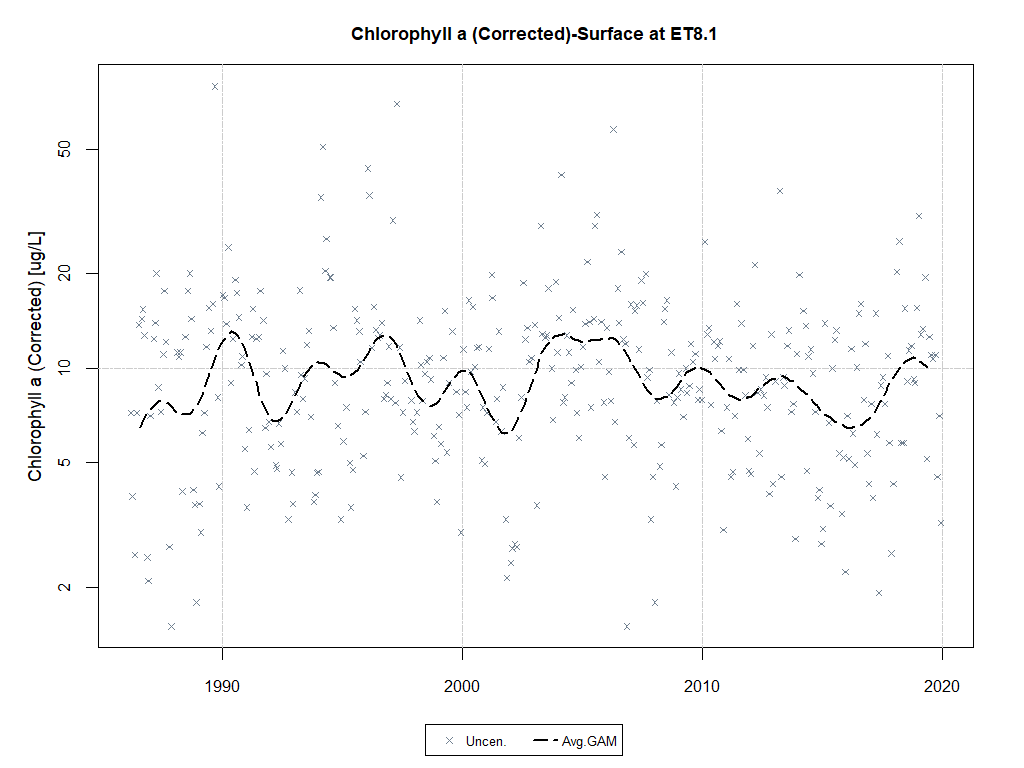 Chlorophyll a (Corrected)-Surface at ET8.1
Chlorophyll a (Corrected) [ug/L]
50
20
10
5
2
1990
2000
2010
2020
Uncen.
Avg.GAM